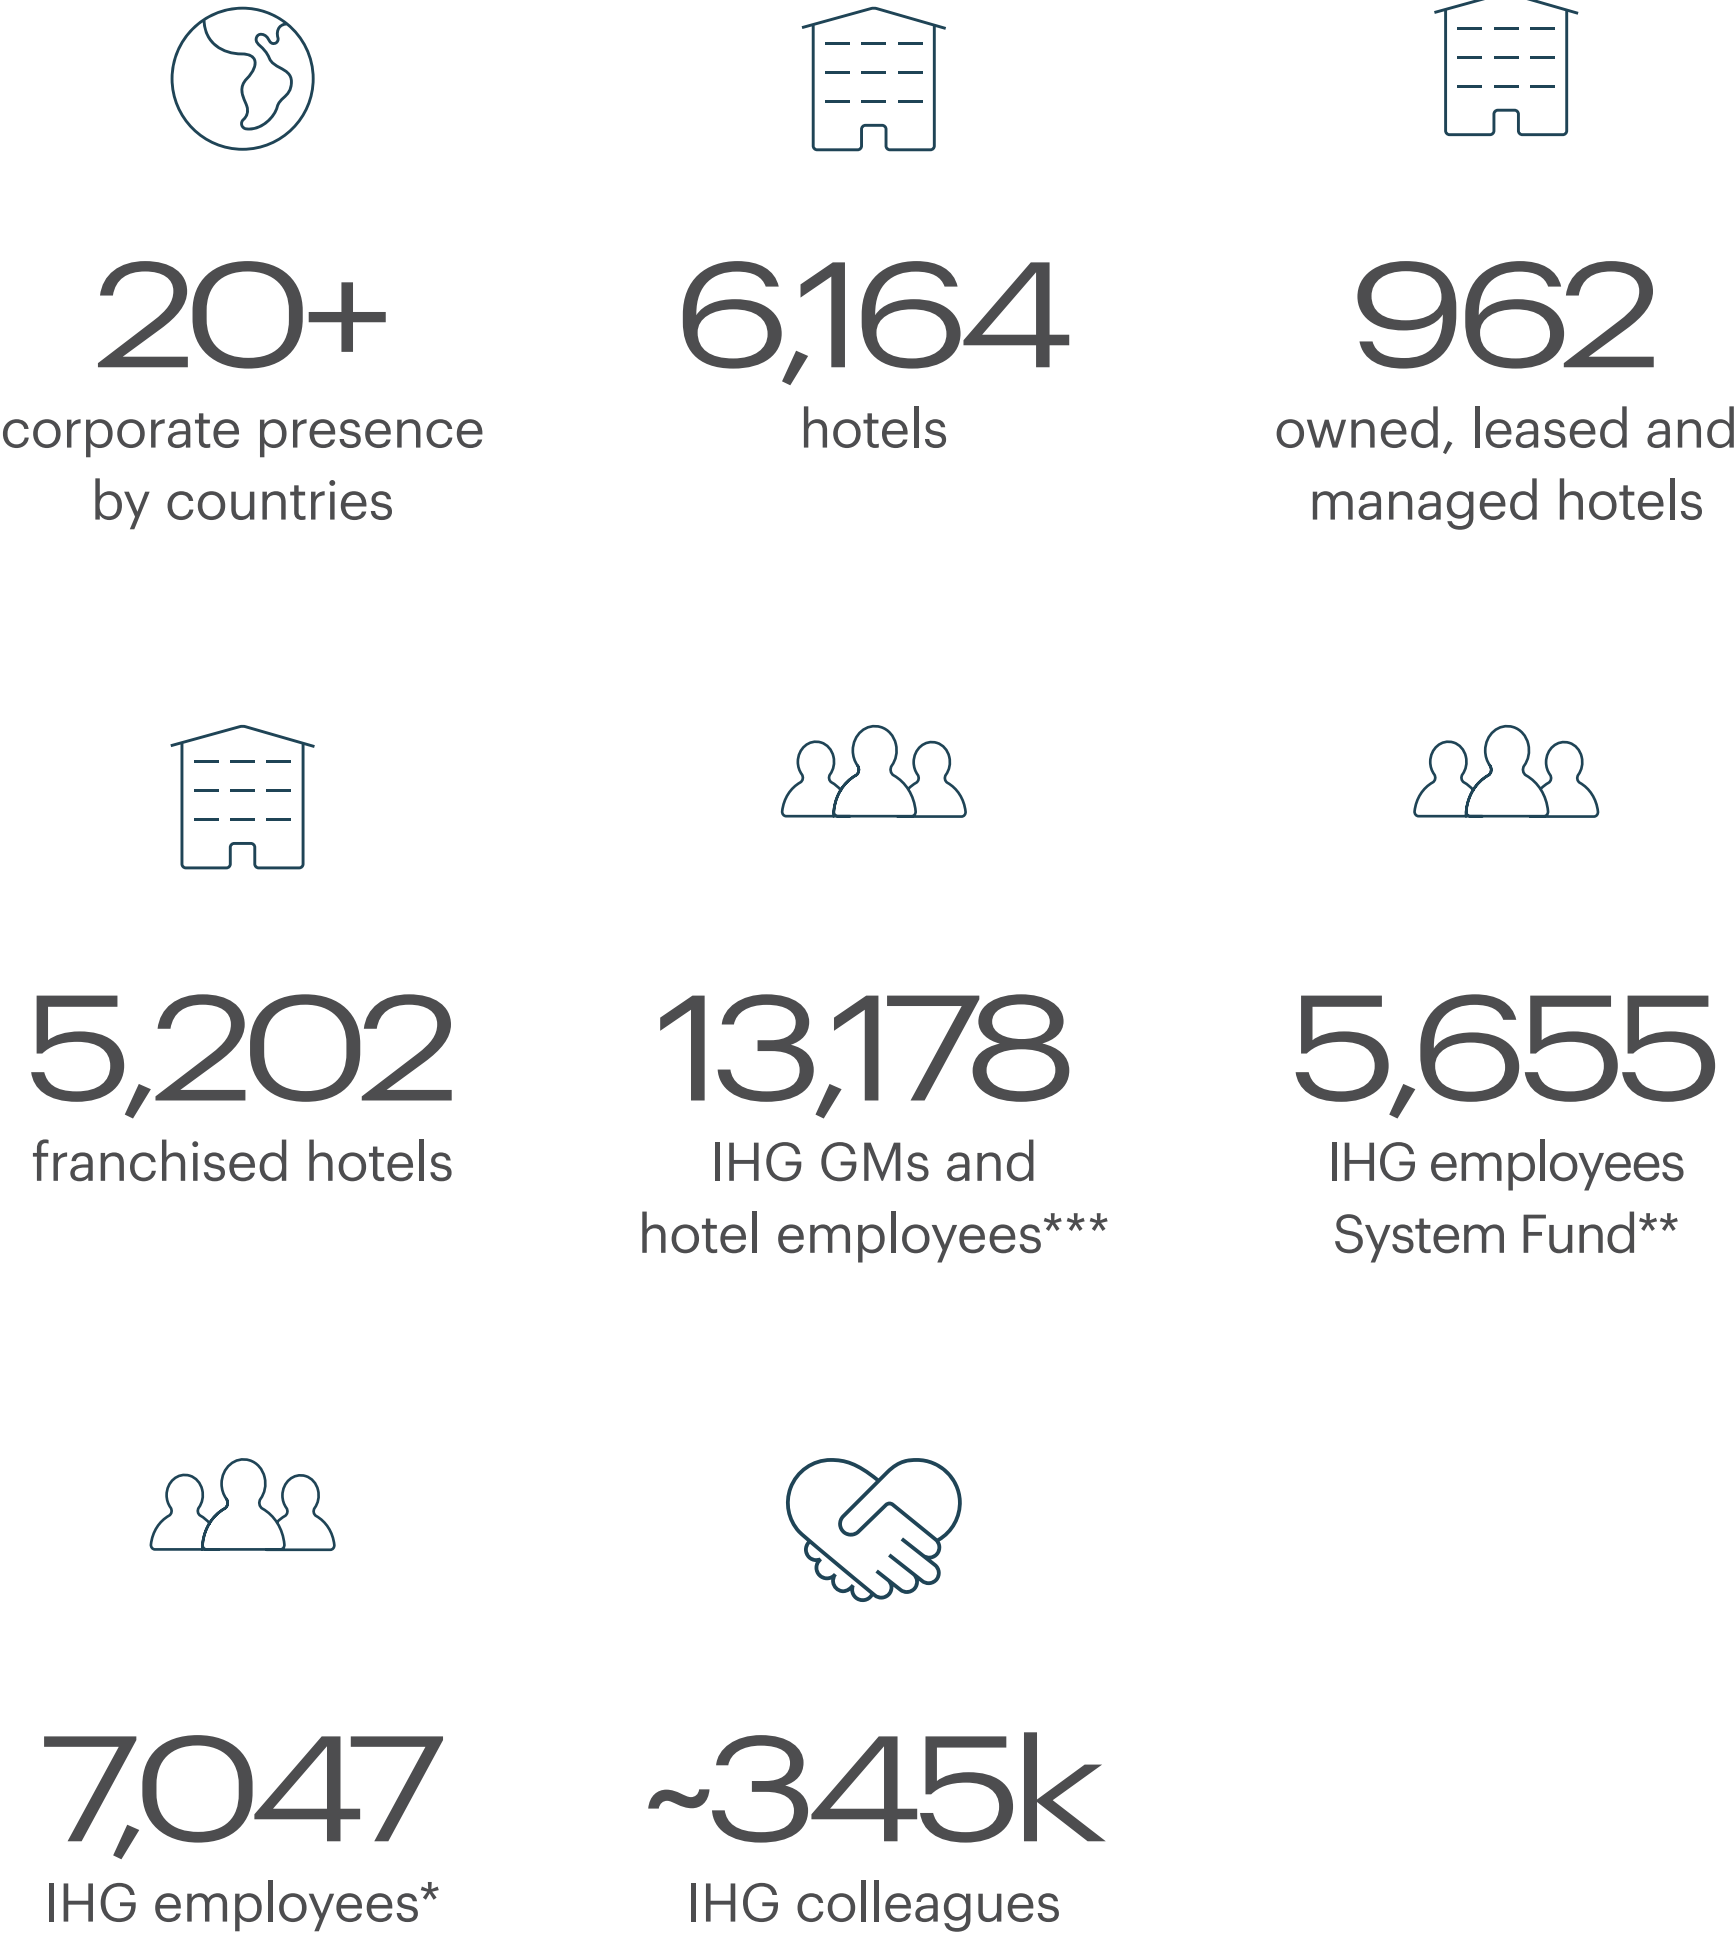 20+
corporate presence
by countries
6,164
hotels
962
owned, leased and
managed hotels
5,202
franchised hotels
13,178
IHG GMs and
hotel employees***
5,655
IHG employees
System Fund**
7,047
IHG employees*
~345k
IHG colleagues